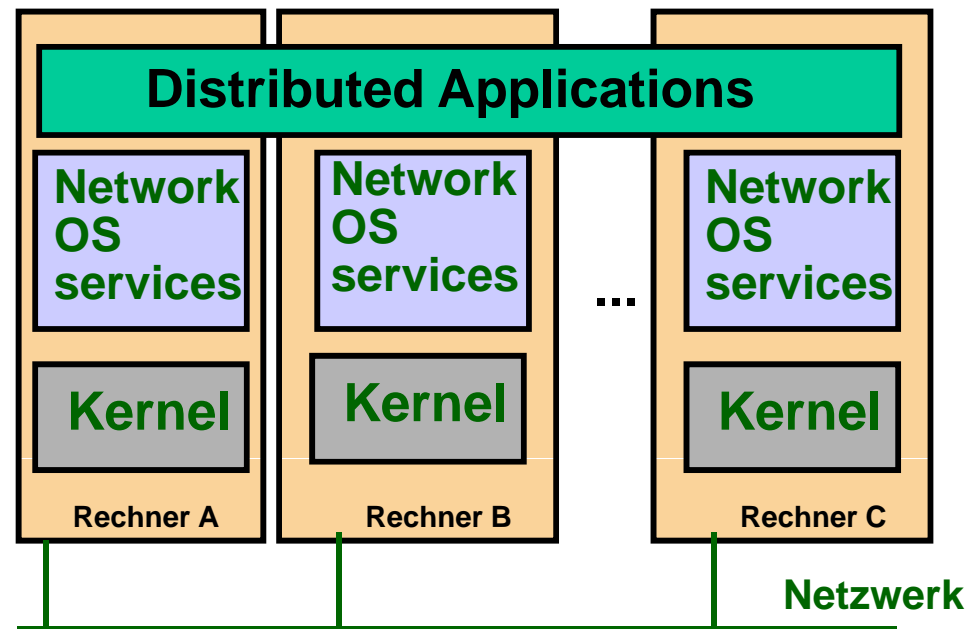 Distributed Applications
Network
OS
services
Network
OS
services
...
Network
OS
services
Kernel
Kernel
Kernel
Rechner A
Rechner B
Rechner C
Netzwerk